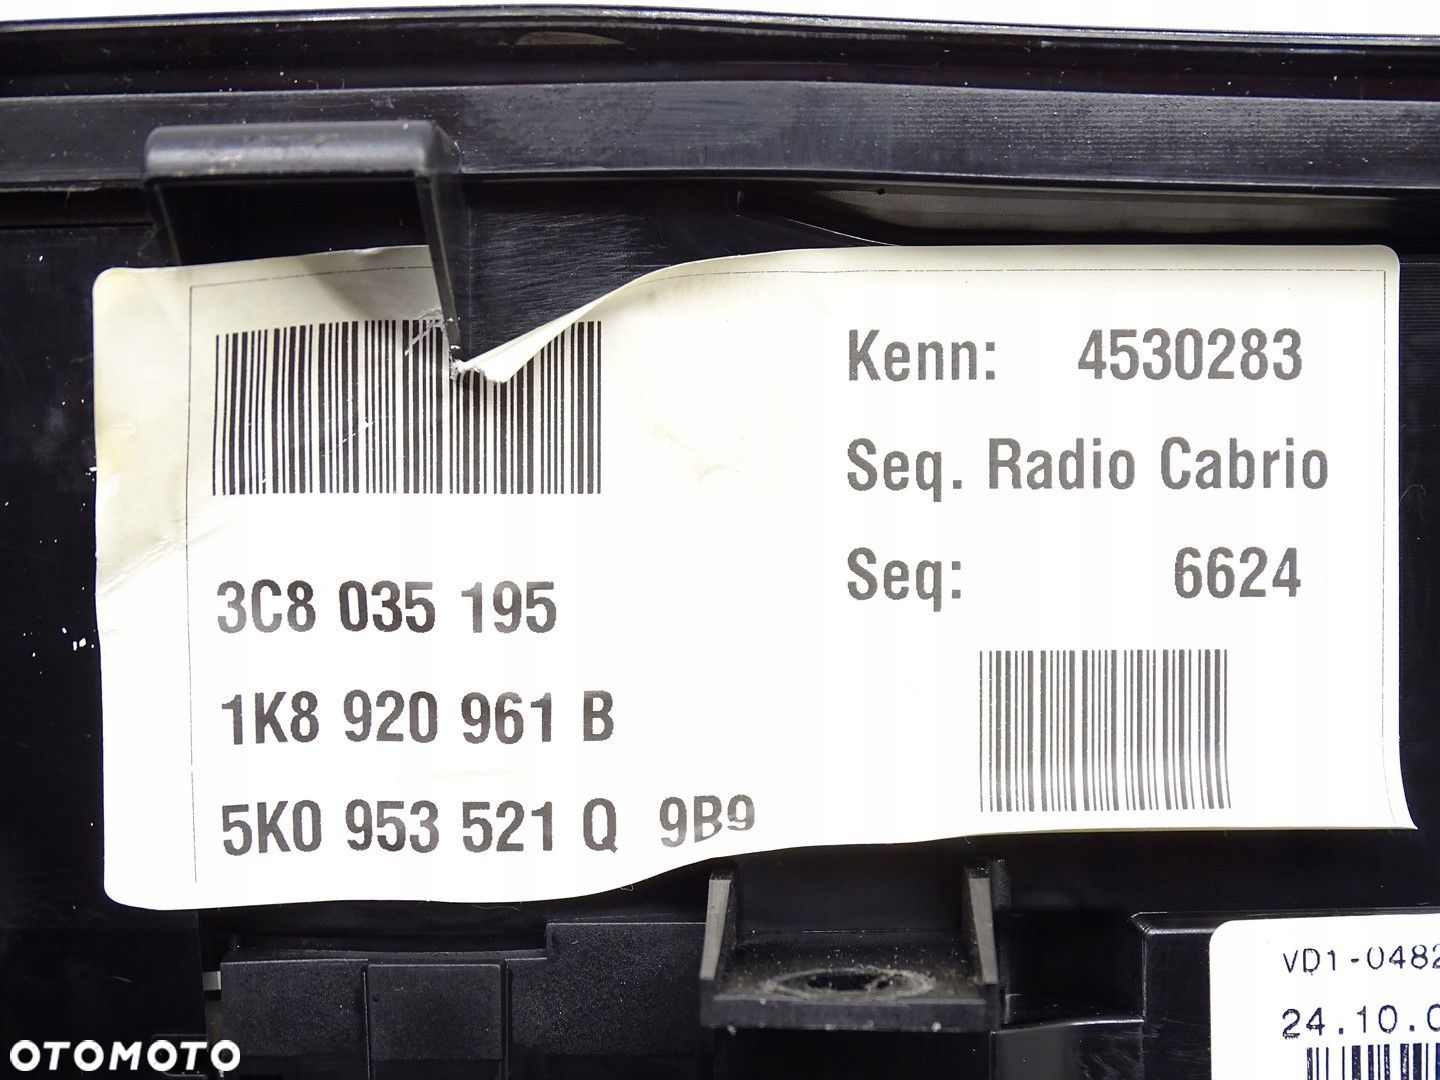 Kenn: 4530283
Seq. Radio Cabrio
Seq: 6624
3C8 035 195
1K8 920 961 B
5K0 953 521 Q 9B9
VD1-0482
24.10.0
OTOMOTO